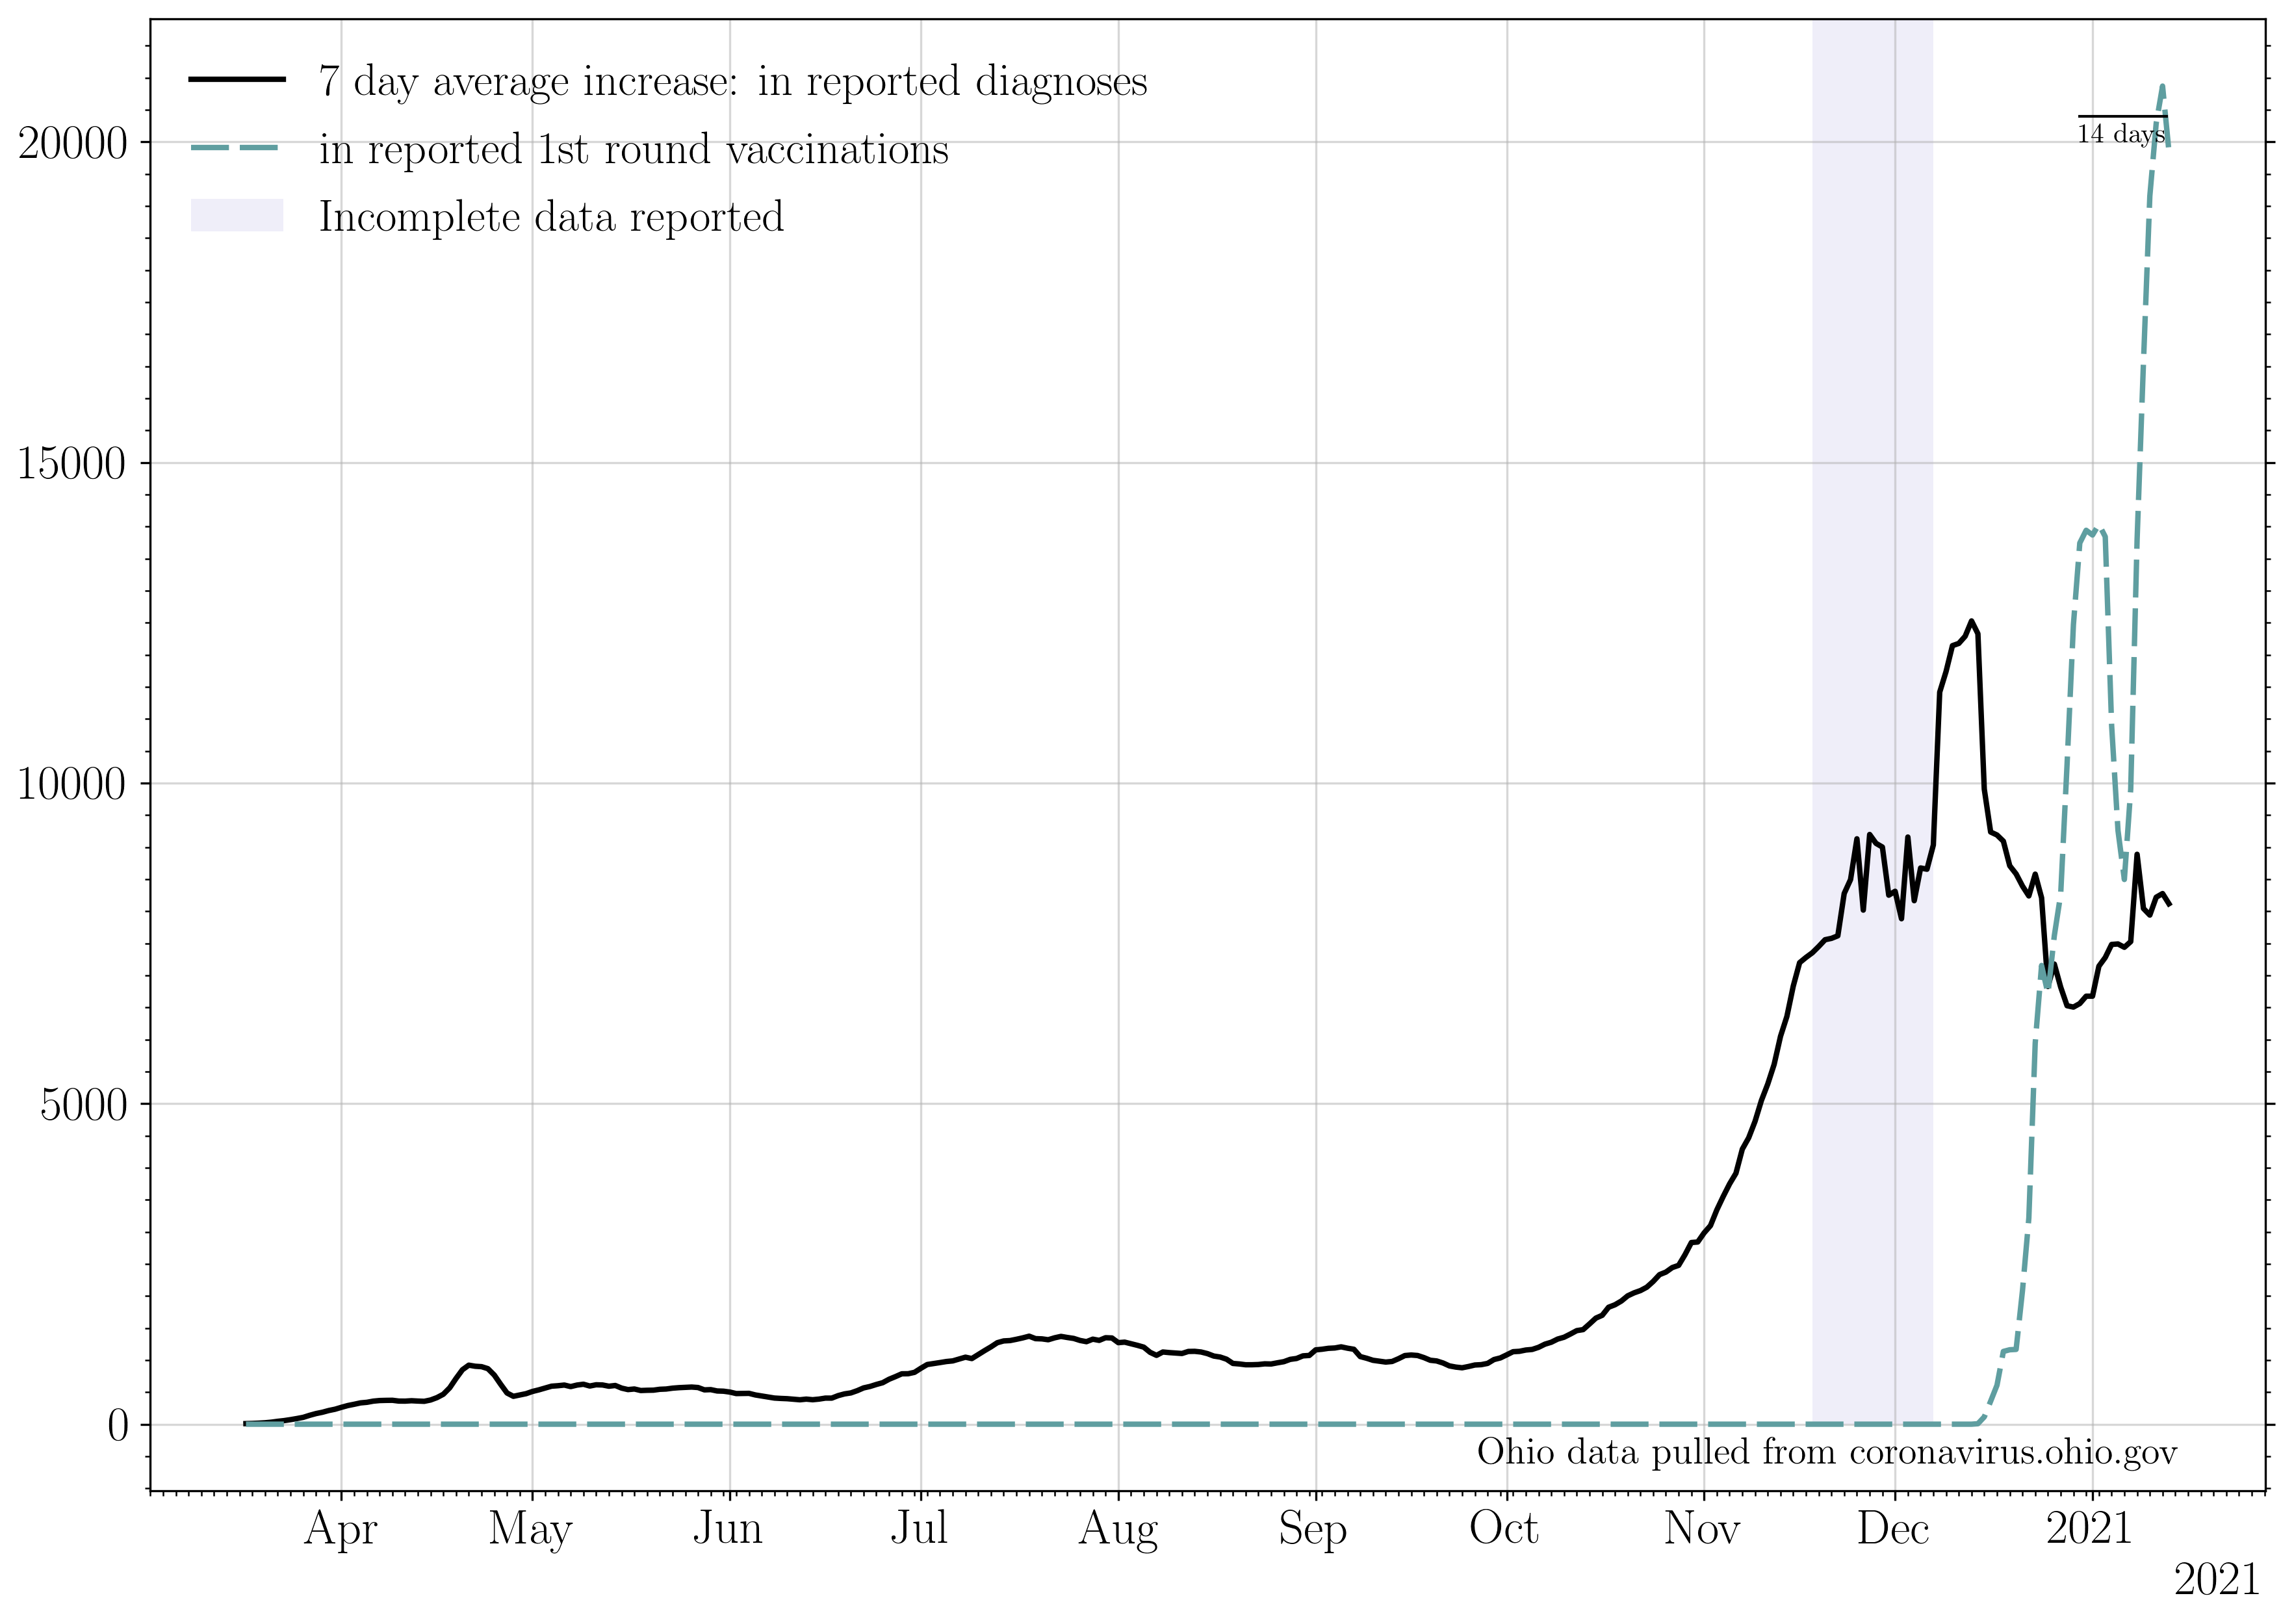 7 day average increase: in reported diagnoses
in reported 1st round vaccinations
Incomplete data reported
14 days
20000
15000
10000
5000
0
Ohio data pulled from coronavirus.ohio.gov
Apr May Jun Jul Aug Sep Oct Nov Dec 2021
2021